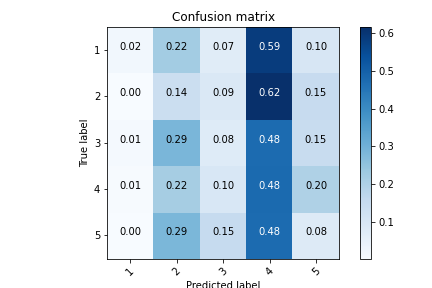 Confusion matrix
1 0.02 0.22 0.07 0.59 0.10
2 0.00 0.14 0.09 0.62 0.15
3 0.01 0.29 0.08 0.48 0.15
4 0.01 0.22 0.10 0.48 0.20
5 0.00 0.29 0.15 0.48 0.08
1 2 3 4 5
True label
Predicted label
0.6
0.5
0.4
0.3
0.2
0.1